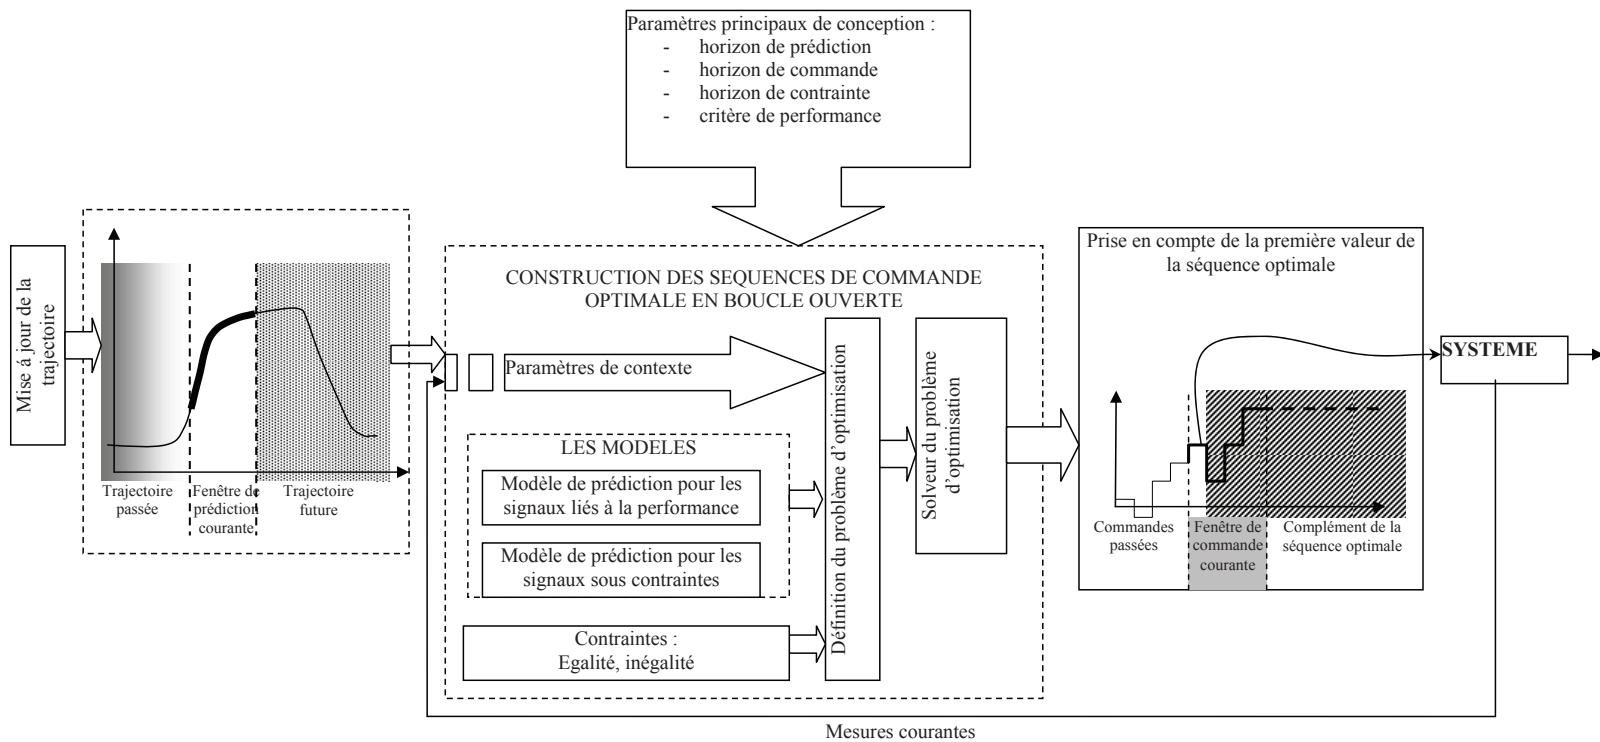 Paramètres principaux de conception :
- horizon de prédiction
- horizon de commande
- horizon de contrainte
- critère de performance
Mise á jour de la
trajectoire
Trajectoire
passée
Fenêtre de
prédiction
courante
Trajectoire
future
CONSTRUCTION DES SEQUENCES DE COMMANDE
OPTIMALE EN BOUCLE OUVERTE
Paramètres de contexte
LES MODELES
Modèle de prédiction pour les
signaux liés à la performance
Modèle de prédiction pour les
signaux sous contraintes
Contraintes :
Egalité, inégalité
Définition du problème d’optimisation
Solveur du problème
d’optimisation
Prise en compte de la première valeur de
la séquence optimale
Commandes
passées
Fenêtre de
commande
courante
Complément de la
séquence optimale
SYSTEME
Mesures courantes